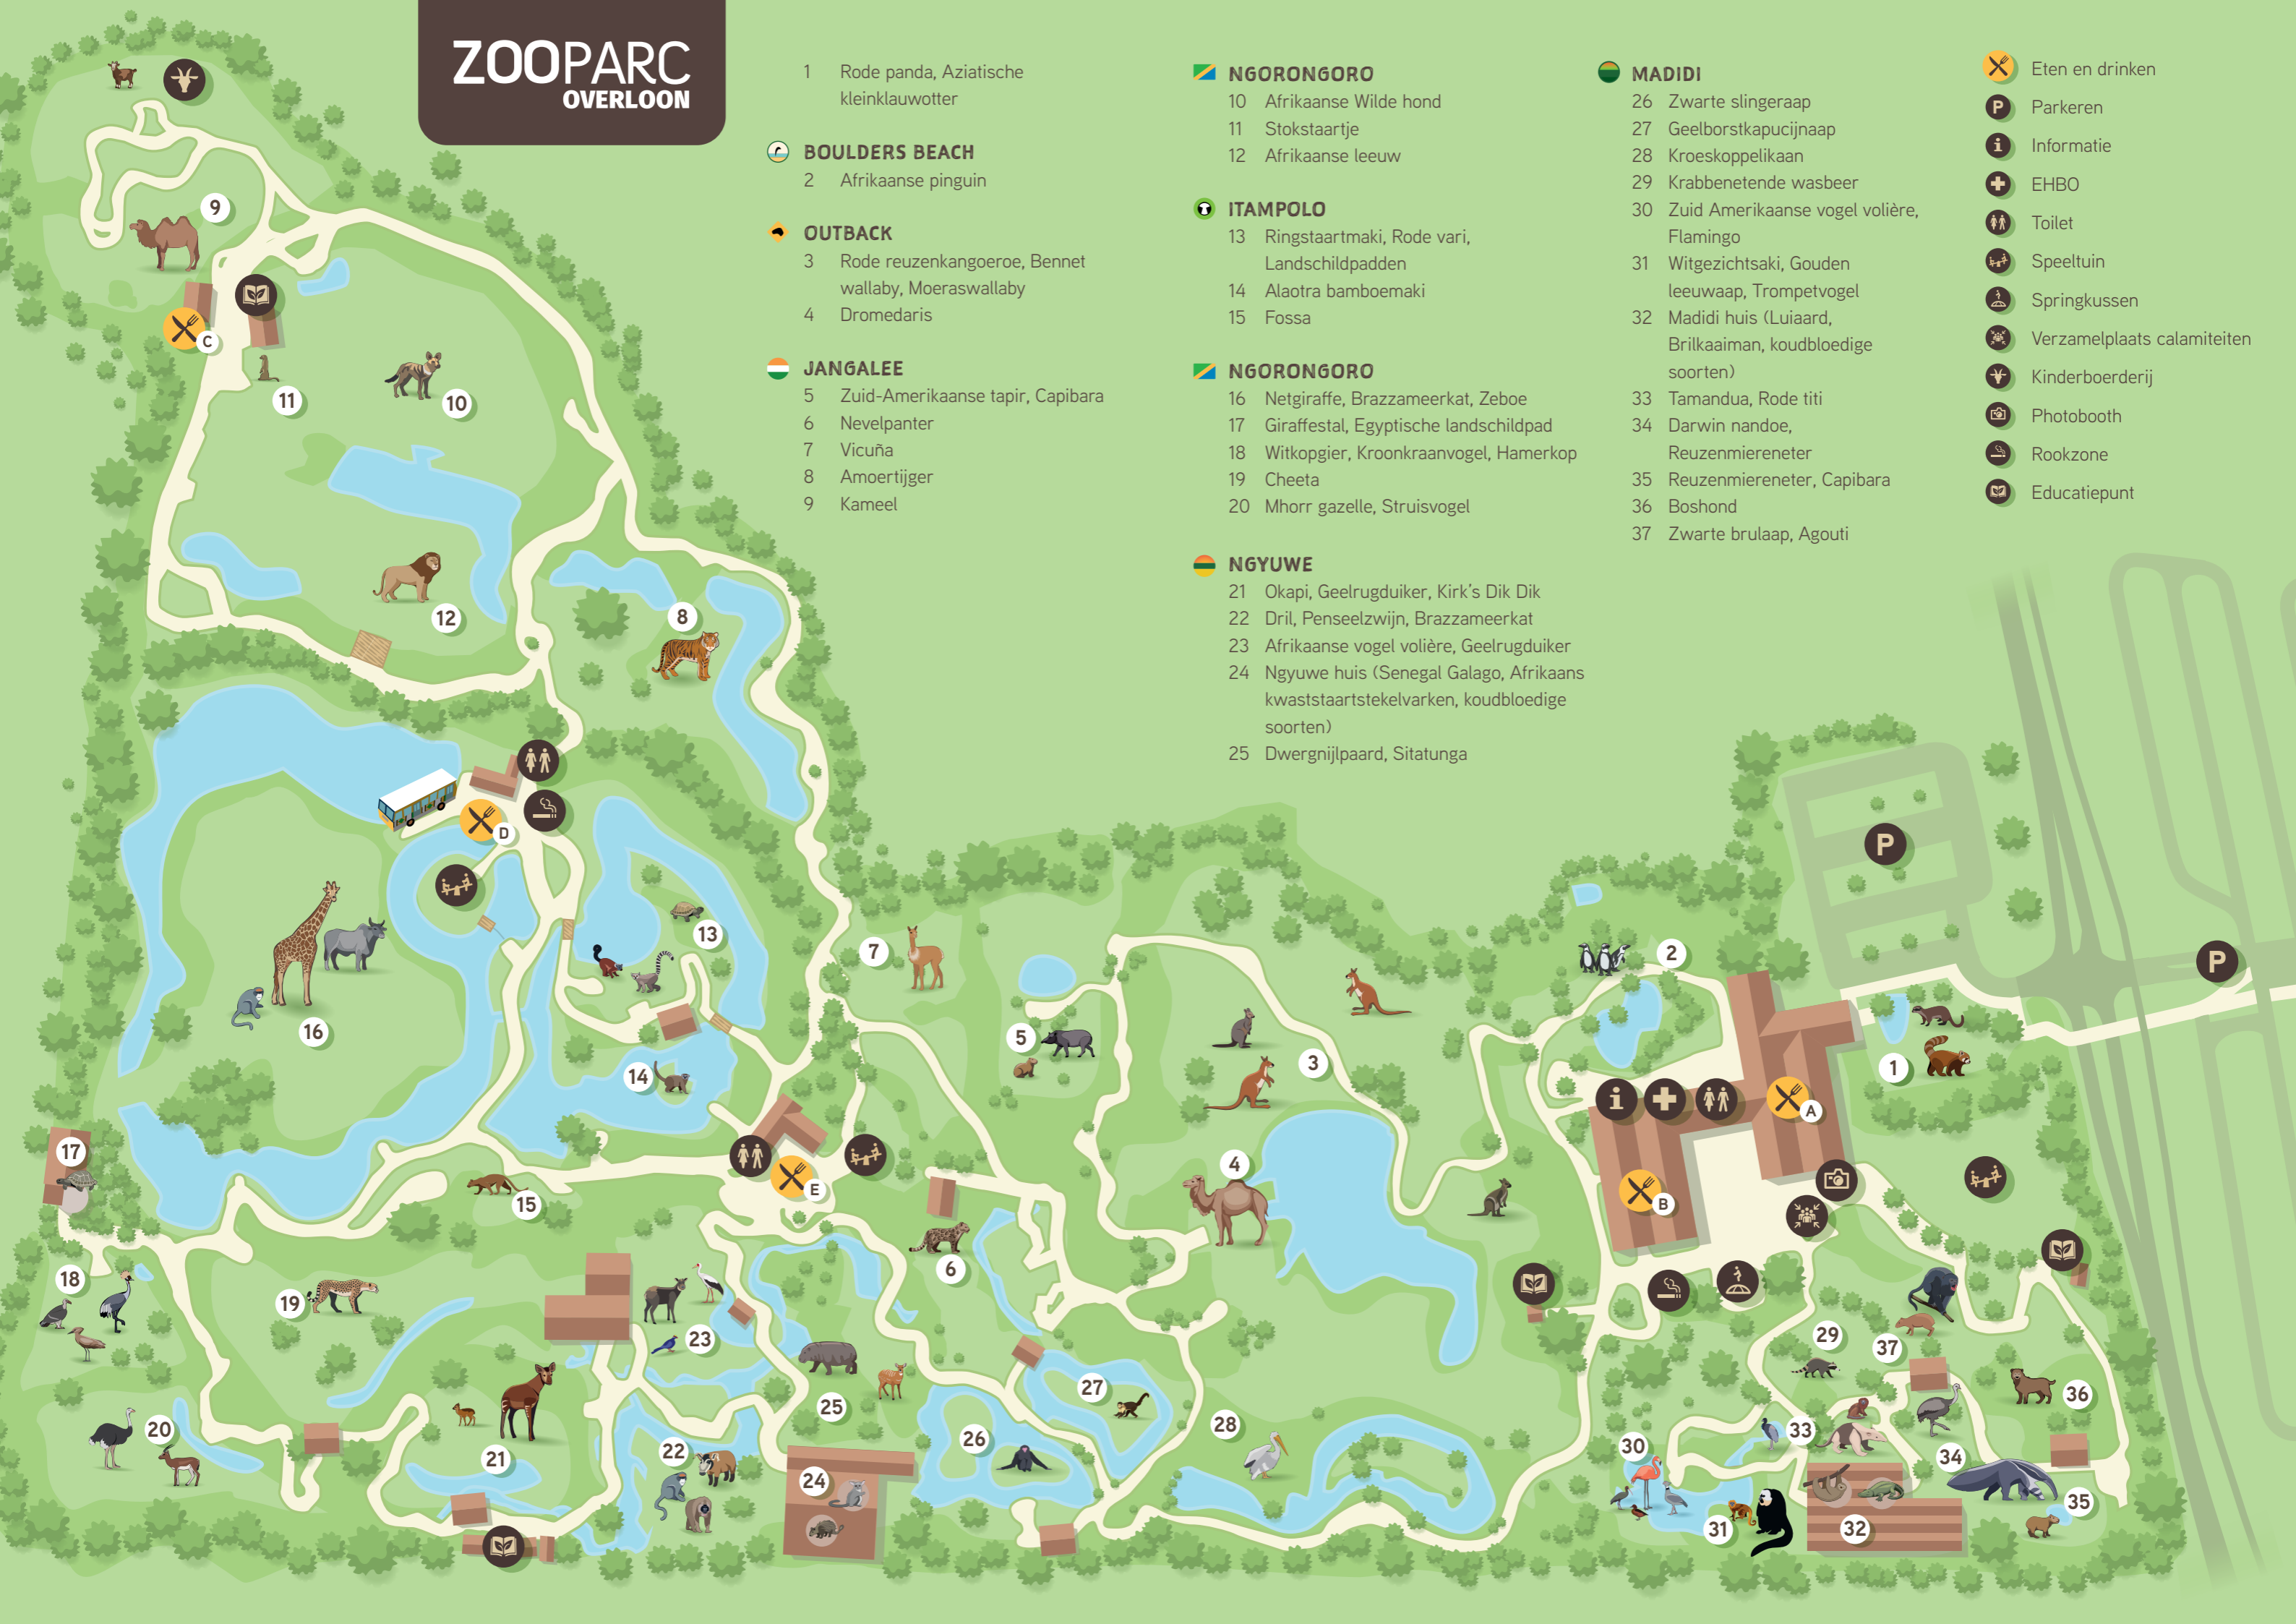 ZOOPARC
OVERLOON
1 Rode panda, Aziatische
kleinklauwotter
BOULDERS BEACH
2 Afrikaanse pinguin
OUTBACK
3 Rode reuzenkangoeroe, Bennet
wallaby, Moeraswallaby
4 Dromedaris
JANGALEE
5 Zuid-Amerikaanse tapir, Capibara
6 Nevelpanter
7 Vicuña
8 Amoertijger
9 Kameel
NGORONGORO
10 Afrikaanse Wilde hond
11 Stokstaartje
12 Afrikaanse leeuw
ITAMPOLO
13 Ringstaartmaki, Rode vari,
Landschildpadden
14 Alaotra bamboemaki
15 Fossa
NGORONGORO
16 Netgiraffe, Brazzameerkat, Zeboe
17 Giraffestal, Egyptische landschildpad
18 Witkopgier, Kroonkraanvogel, Hamerkop
19 Cheeta
20 Mhorr gazelle, Struisvogel
NGYUWE
21 Okapi, Geelrugduiker, Kirk's Dik Dik
22 Dril, Penseelzwijn, Brazzameerkat
23 Afrikaanse vogel volière, Geelrugduiker
24 Ngyuwe huis (Senegal Galago, Afrikaans
kwaststaartstekelvarken, koudbloedige
soorten)
25 Dwergnijlpaard, Sitatunga
MADIDI
26 Zwarte slingeraap
27 Geelborstkapucijnaap
28 Kroeskoppelikaan
29 Krabbenetende wasbeer
30 Zuid Amerikaanse vogel volière,
Flamingo
31 Witgezichtsaki, Gouden
leeuwaap, Trompetvogel
32 Madidi huis (Luiaard,
Brilkaaiman, koudbloedige
soorten)
33 Tamandua, Rode titi
34 Darwin nandoe,
Reuzenmiereneter
35 Reuzenmiereneter, Capibara
36 Boshond
37 Zwarte brulaap, Agouti
Eten en drinken
P Parkeren
i Informatie
EHBO
Toilet
Speeltuin
Springkussen
Verzamelplaats calamiteiten
Kinderboerderij
Photobooth
Rookzone
Educatiepunt
9
C
11
10
12
8
D
13
7
2
P
P
16
5
3
14
1
i
A
17
E
15
4
B
6
18
19
23
29
37
27
25
36
20
28
26
33
30
21
22
34
24
35
31
32